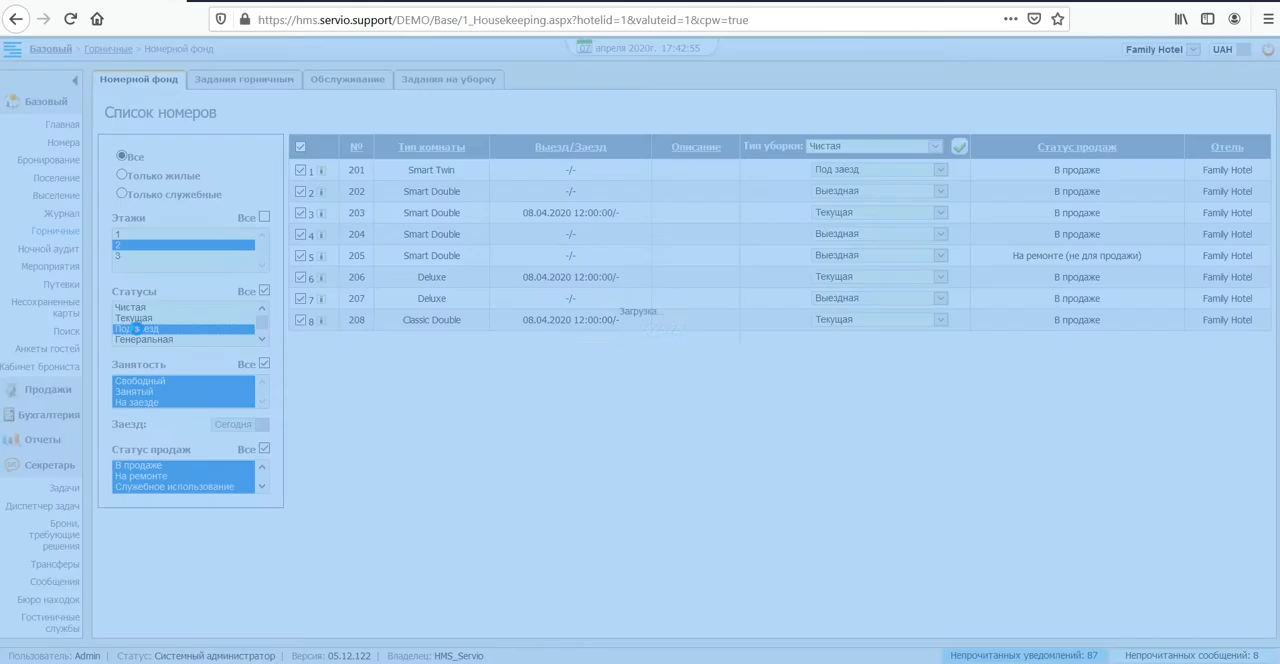 https://hms.servio.support/DEMO/Base/1_Housekeeping.aspx?hotelid=1&valuteid=1&cpw=true
Базовый > Горничные > Номерной фонд
07 апреля 2020г. 17:42:55
Family Hotel
UAH
Базовый
Главная
Номера
Бронирование
Поселение
Выселение
Журнал
Горничные
Ночной аудит
Мероприятия
Путевки
Несохраненные
карты
Поиск
Анкеты гостей
Кабинет брониста
Продажи
Бухгалтерия
Отчеты
Секретарь
Задачи
Диспетчер задач
Брони,
требующие
решения
Трансферы
Сообщения
Бюро находок
Гостиничные
службы
Номерной фонд
Задания горничным
Обслуживание
Задания на уборку
Список номеров
Все
Только жилые
Только служебные
Этажи Все
1
2
3
Статусы Все
Чистая
Текущая
Под заезд
Генеральная
Занятость Все
Свободный
Занятый
На заезде
Заезд: Сегодня
Статус продаж Все
В продаже
На ремонте
Служебное использование
№ Тип комнаты Выезд/Заезд Описание Тип уборки: Чистая Статус продаж Отель
1 201 Smart Twin -/- Под заезд В продаже Family Hotel
2 202 Smart Double -/- Выездная В продаже Family Hotel
3 203 Smart Double 08.04.2020 12:00:00/- Текущая В продаже Family Hotel
4 204 Smart Double -/- Выездная В продаже Family Hotel
5 205 Smart Double -/- Выездная На ремонте (не для продажи) Family Hotel
6 206 Deluxe 08.04.2020 12:00:00/- Текущая В продаже Family Hotel
7 207 Deluxe -/- Выездная В продаже Family Hotel
8 208 Classic Double 08.04.2020 12:00:00/- Текущая В продаже Family Hotel
Загрузка...
Пользователь: Admin | Статус: Системный администратор | Версия: 05.12.122 | Владелец: HMS_Servio
Непрочитанных уведомлений: 87
Непрочитанных сообщений: 8